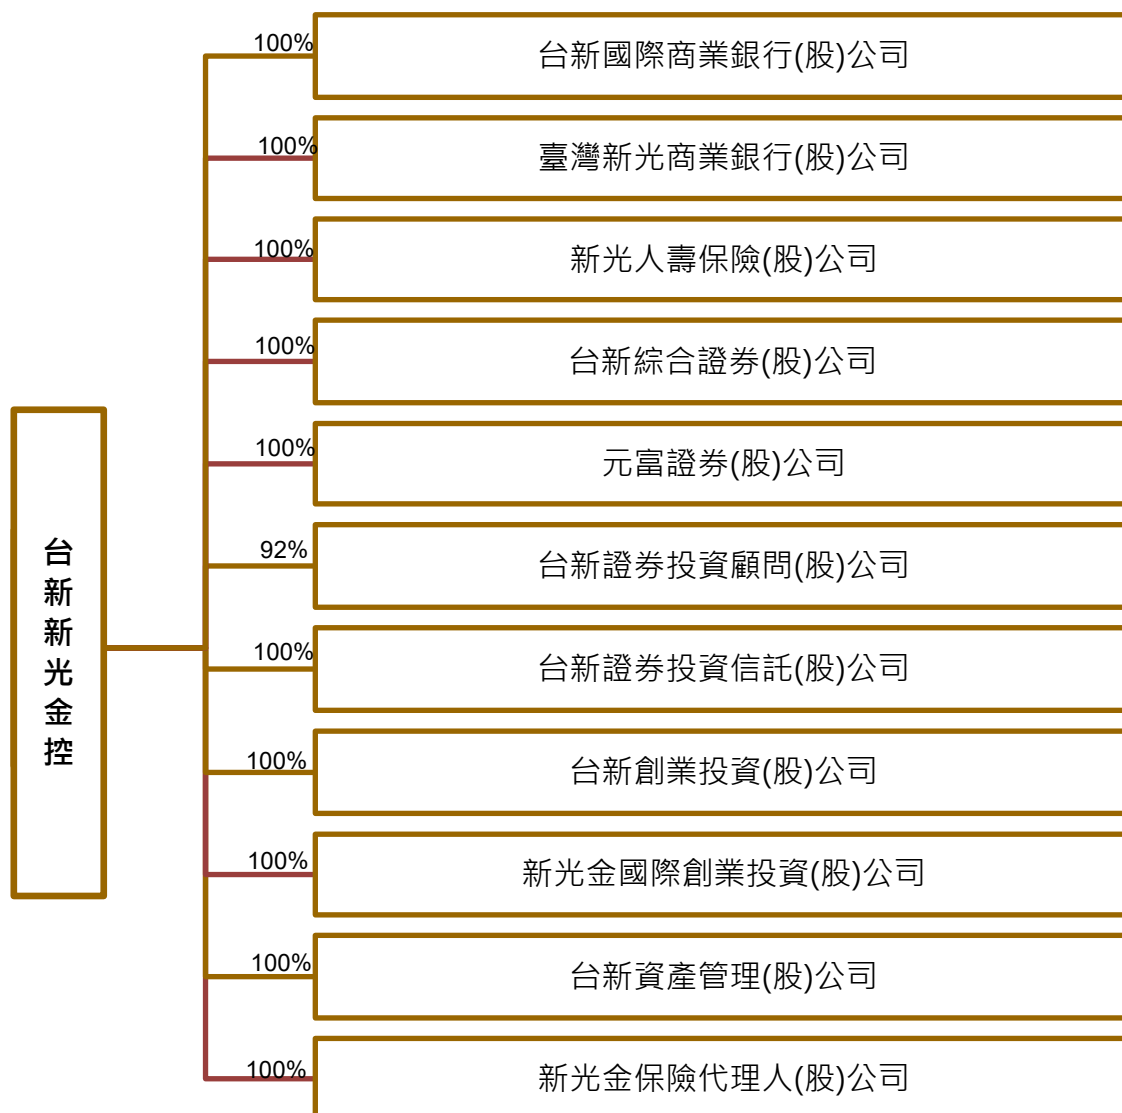 100%
台新國際商業銀行(股)公司
100%
臺灣新光商業銀行(股)公司
100%
新光人壽保險(股)公司
100%
台新綜合證券(股)公司
100%
元富證券(股)公司
92%
台新證券投資顧問(股)公司
台新新光金控
100%
台新證券投資信託(股)公司
100%
台新創業投資(股)公司
100%
新光金國際創業投資(股)公司
100%
台新資產管理(股)公司
100%
新光金保險代理人(股)公司